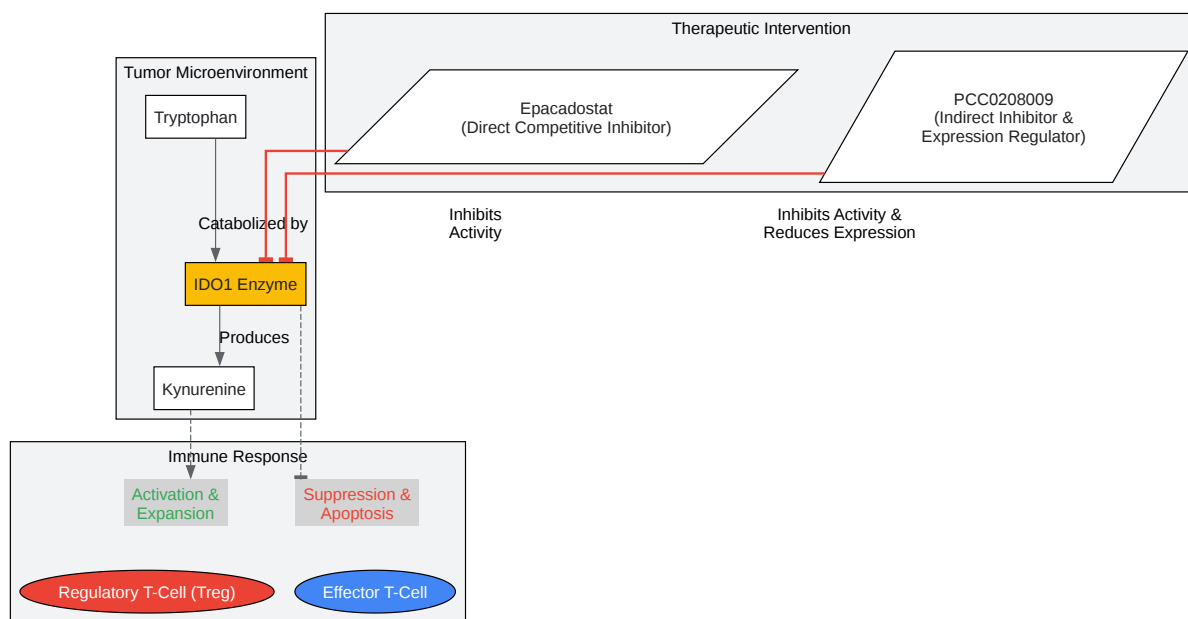 Therapeutic Intervention
Tumor Microenvironment
Tryptophan
Epacadostat
(Direct Competitive Inhibitor)
PCC0208009
(Indirect Inhibitor &
Expression Regulator)
Catabolized by
Inhibits
Activity
Inhibits Activity &
Reduces Expression
IDO1 Enzyme
Produces
Kynurenine
Immune Response
Activation &
Expansion
Suppression &
Apoptosis
Regulatory T-Cell (Treg)
Effector T-Cell